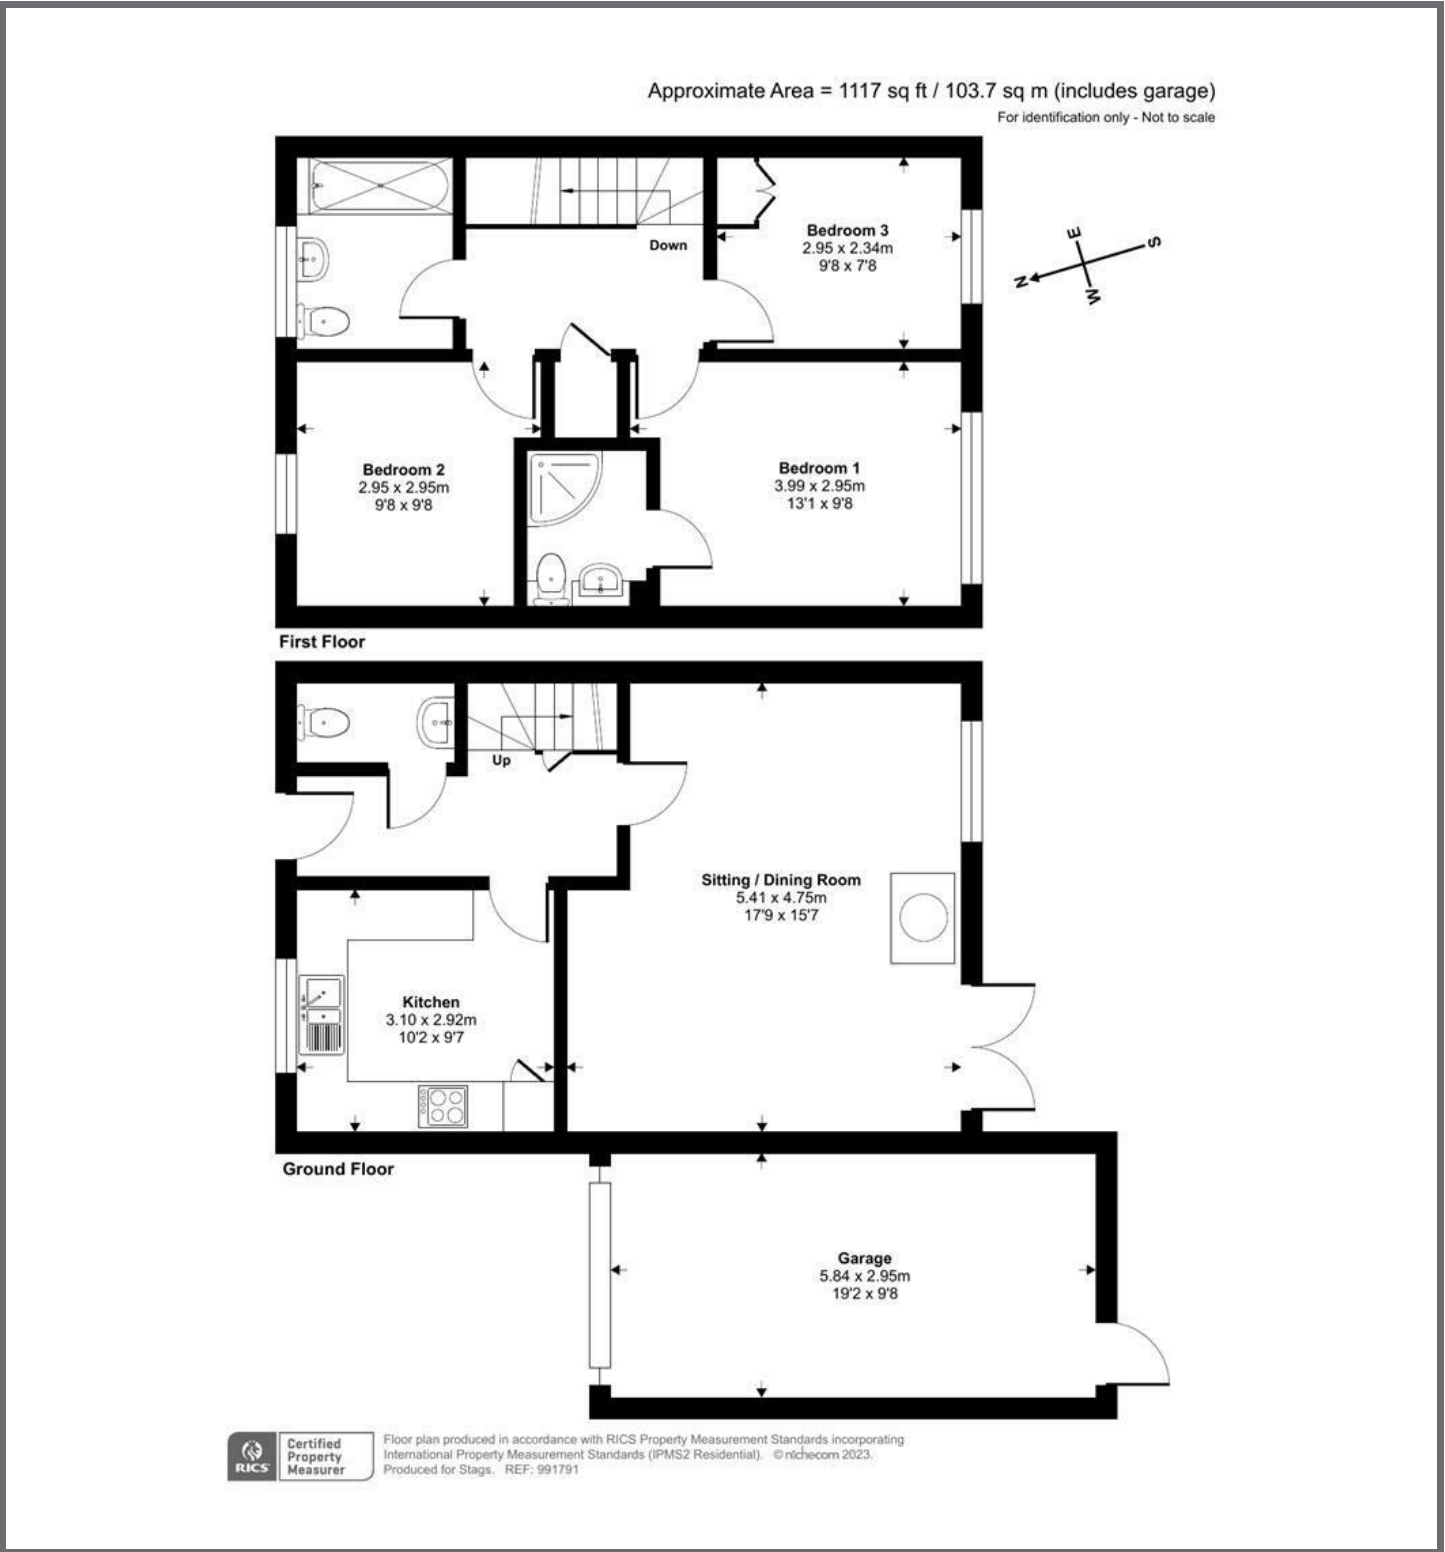 Approximate Area = 1117 sq ft / 103.7 sq m (includes garage)
For identification only - Not to scale
Bedroom 3
2.95 x 2.34m
9'8 x 7'8
Down
E
S
N
W
Bedroom 2
2.95 x 2.95m
9'8 x 9'8
Bedroom 1
3.99 x 2.95m
13'1 x 9'8
First Floor
Up
Sitting / Dining Room
5.41 x 4.75m
17'9 x 15'7
Kitchen
3.10 x 2.92m
10'2 x 9'7
Ground Floor
Garage
5.84 x 2.95m
19'2 x 9'8
RICS
Certified
Property
Measurer
Floor plan produced in accordance with RICS Property Measurement Standards incorporating
International Property Measurement Standards (IPMS2 Residential). © nichecom 2023.
Produced for Stags. REF: 991791